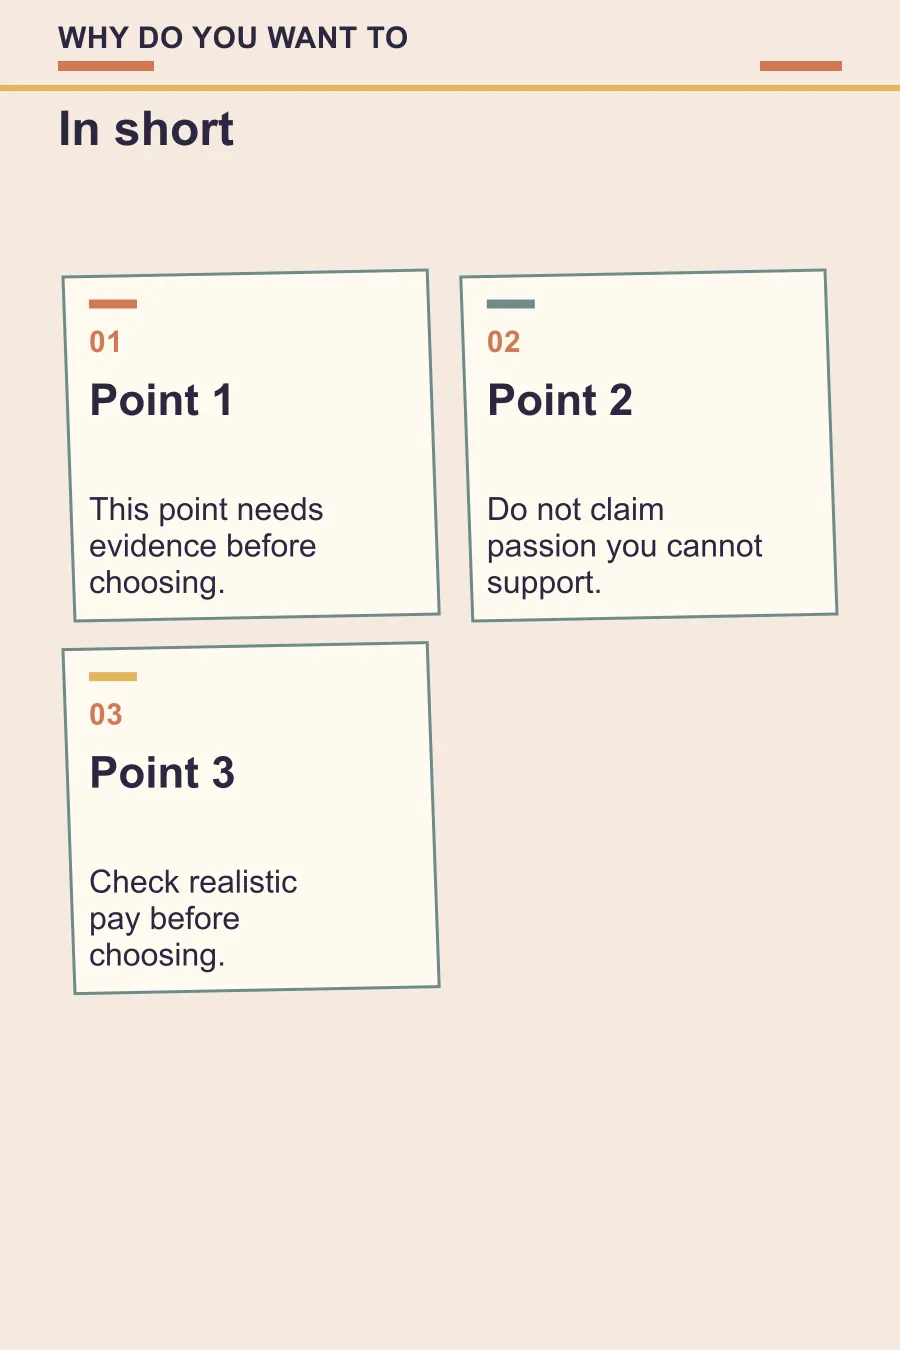 WHY DO YOU WANT TO
In short
01
Point 1
This point needs
evidence before
choosing.
02
Point 2
Do not claim
passion you cannot
support.
03
Point 3
Check realistic
pay before
choosing.